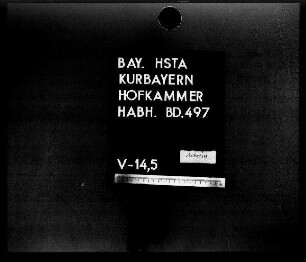 BAY. HSTA
KURBAYERN
HOFKAMMER
HABH. BD.497
V-14,5